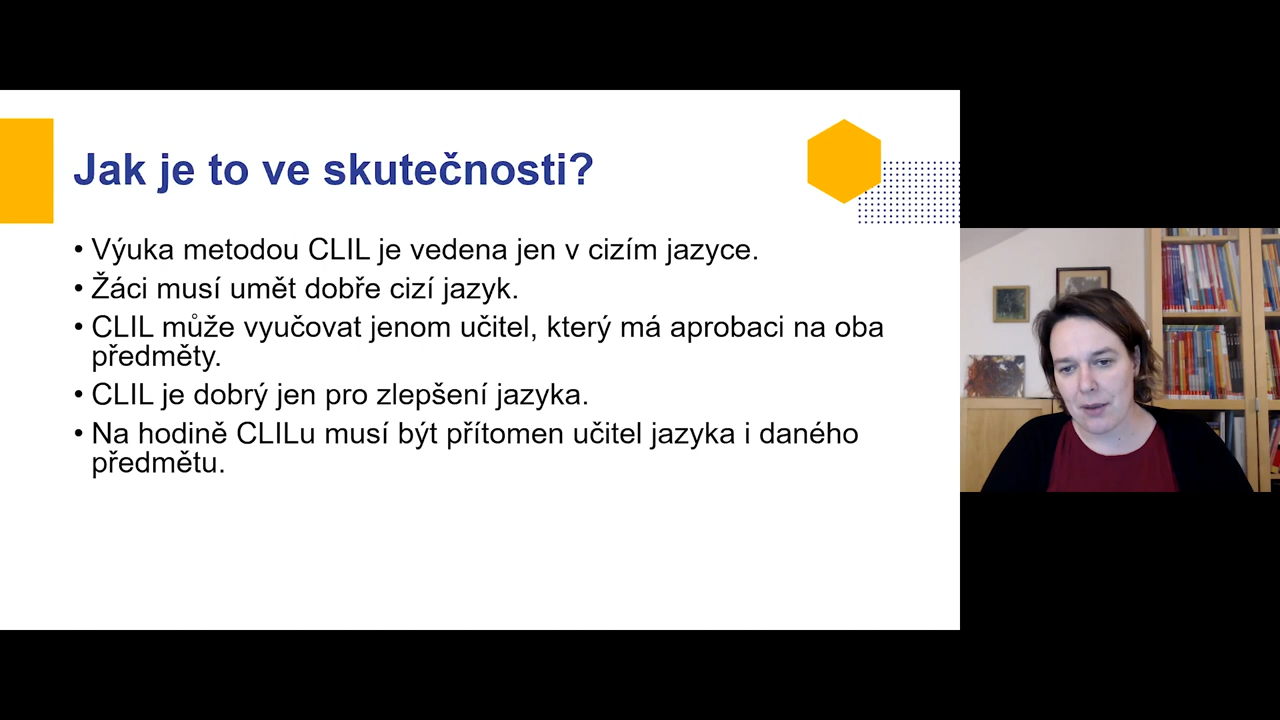 Jak je to ve skutečnosti?
• Výuka metodou CLIL je vedena jen v cizím jazyce.
• Žáci musí umět dobře cizí jazyk.
• CLIL může vyučovat jenom učitel, který má aprobaci na oba
předměty.
• CLIL je dobrý jen pro zlepšení jazyka.
• Na hodině CLILu musí být přítomen učitel jazyka i daného
předmětu.